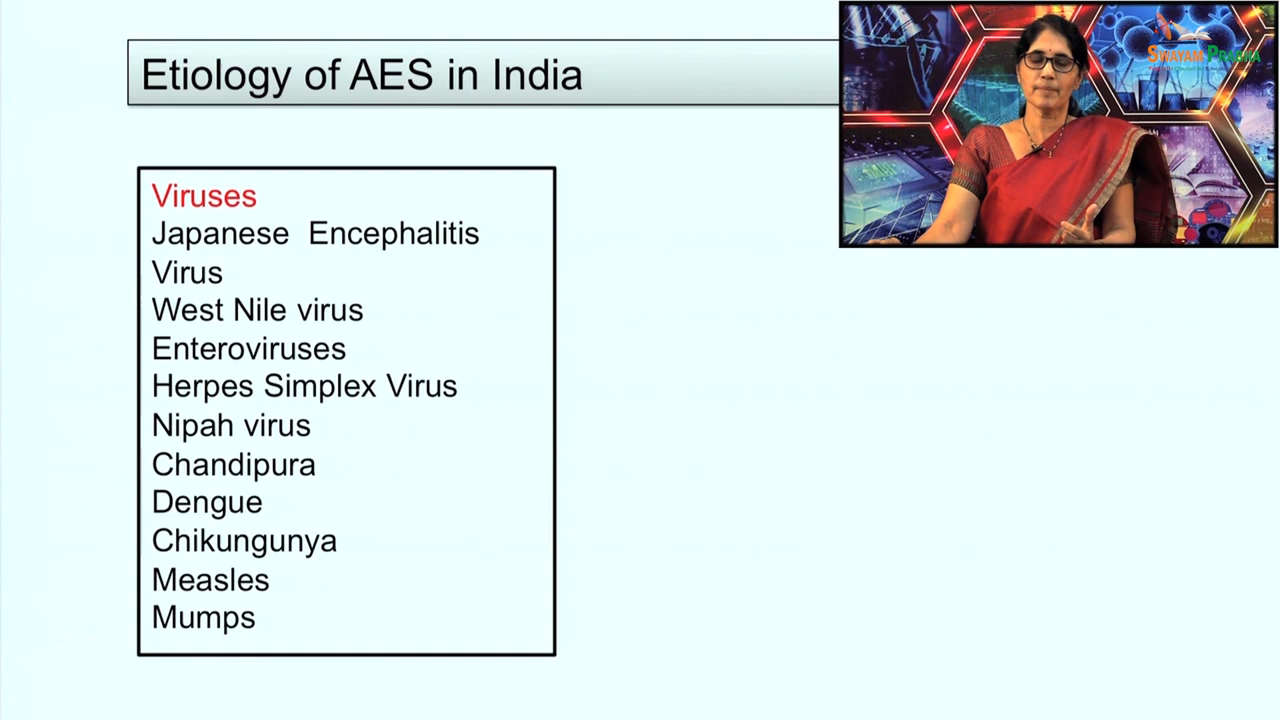 Etiology of AES in India
SWAYAM PRABHA
Viruses
Japanese Encephalitis
Virus
West Nile virus
Enteroviruses
Herpes Simplex Virus
Nipah virus
Chandipura
Dengue
Chikungunya
Measles
Mumps